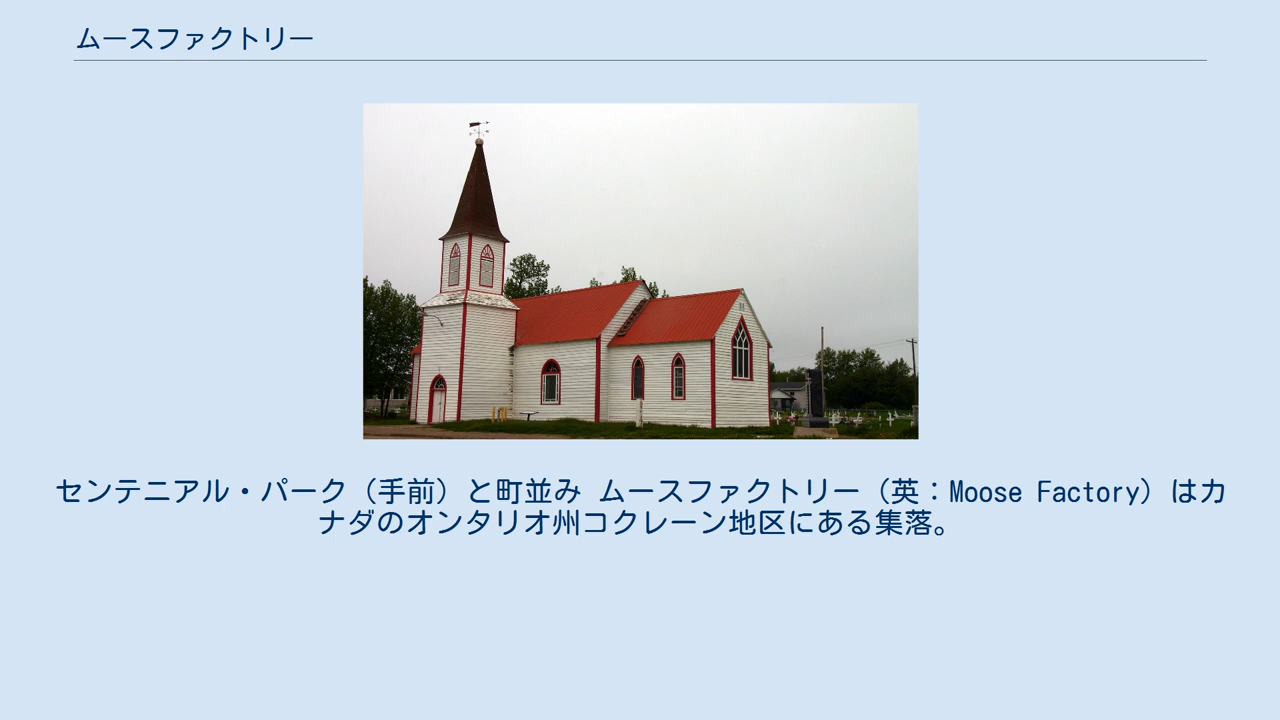 ムースファクトリー
センテニアル・パーク（手前）と町並み ムースファクトリー（英：Moose Factory）はカ
ナダのオンタリオ州コクレーン地区にある集落。